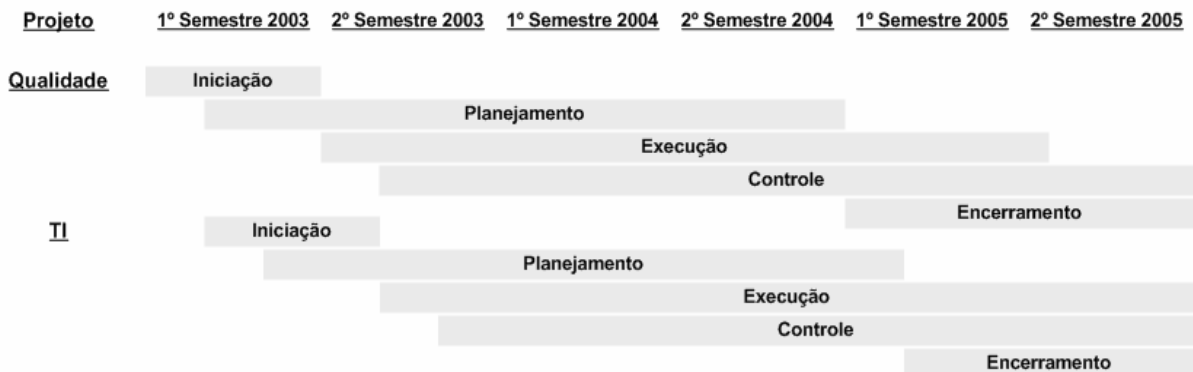 Projeto 1º Semestre 2003 2º Semestre 2003 1º Semestre 2004 2º Semestre 2004 1º Semestre 2005 2º Semestre 2005
Qualidade Iniciação
Planejamento
Execução
Controle
Encerramento
TI Iniciação
Planejamento
Execução
Controle
Encerramento